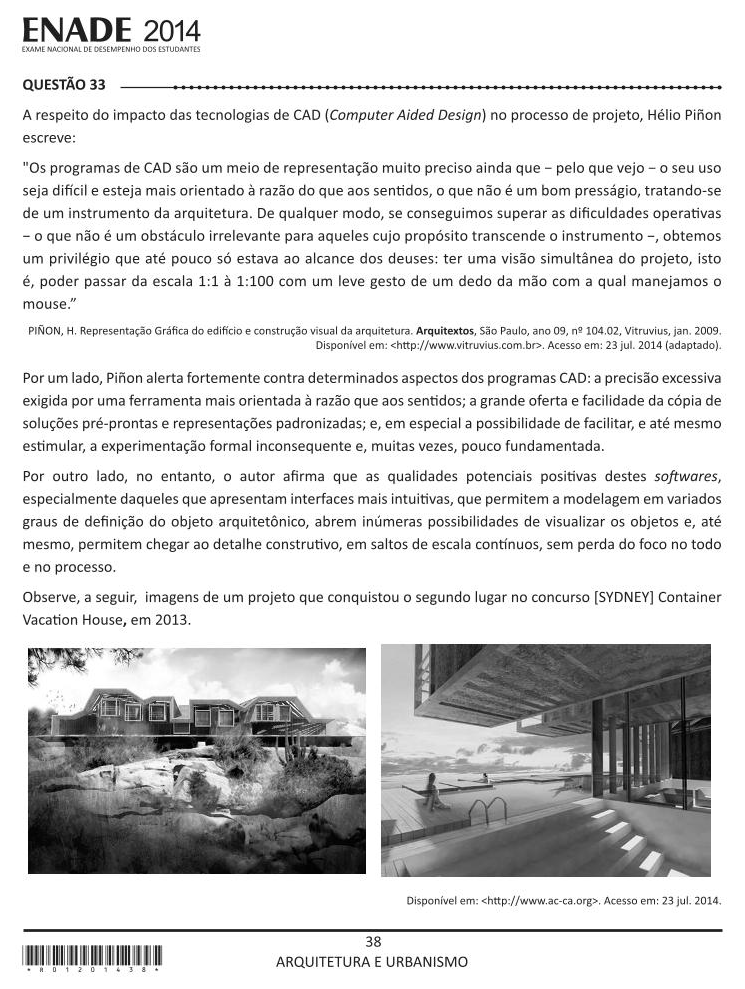 ENADE 2014
EXAME NACIONAL DE DESEMPENHO DOS ESTUDANTES
QUESTÃO 33
A respeito do impacto das tecnologias de CAD (Computer Aided Design) no processo de projeto, Hélio Piñon
escreve:
"Os programas de CAD são um meio de representação muito preciso ainda que − pelo que vejo − o seu uso
seja difícil e esteja mais orientado à razão do que aos sentidos, o que não é um bom presságio, tratando-se
de um instrumento da arquitetura. De qualquer modo, se conseguimos superar as dificuldades operativas
− o que não é um obstáculo irrelevante para aqueles cujo propósito transcende o instrumento −, obtemos
um privilégio que até pouco só estava ao alcance dos deuses: ter uma visão simultânea do projeto, isto
é, poder passar da escala 1:1 à 1:100 com um leve gesto de um dedo da mão com a qual manejamos o
mouse.”
PIÑON, H. Representação Gráfica do edifício e construção visual da arquitetura. Arquitextos, São Paulo, ano 09, nº 104.02, Vitruvius, jan. 2009.
Disponível em: <http://www.vitruvius.com.br>. Acesso em: 23 jul. 2014 (adaptado).
Por um lado, Piñon alerta fortemente contra determinados aspectos dos programas CAD: a precisão excessiva
exigida por uma ferramenta mais orientada à razão que aos sentidos; a grande oferta e facilidade da cópia de
soluções pré-prontas e representações padronizadas; e, em especial a possibilidade de facilitar, e até mesmo
estimular, a experimentação formal inconsequente e, muitas vezes, pouco fundamentada.
Por outro lado, no entanto, o autor afirma que as qualidades potenciais positivas destes softwares,
especialmente daqueles que apresentam interfaces mais intuitivas, que permitem a modelagem em variados
graus de definição do objeto arquitetônico, abrem inúmeras possibilidades de visualizar os objetos e, até
mesmo, permitem chegar ao detalhe construtivo, em saltos de escala contínuos, sem perda do foco no todo
e no processo.
Observe, a seguir, imagens de um projeto que conquistou o segundo lugar no concurso [SYDNEY] Container
Vacation House, em 2013.
Disponível em: <http://www.ac-ca.org>. Acesso em: 23 jul. 2014.
38
ARQUITETURA E URBANISMO
*R01201438*